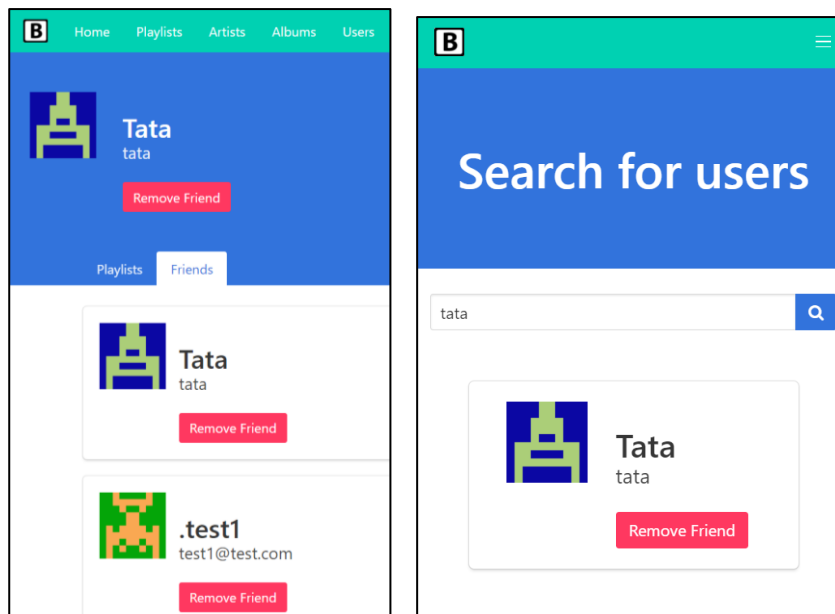 B Home Playlists Artists Albums Users
Tata
tata
Remove Friend
Playlists Friends
Tata
tata
Remove Friend
.test1
test1@test.com
Remove Friend
B
Search for users
tata
Tata
tata
Remove Friend